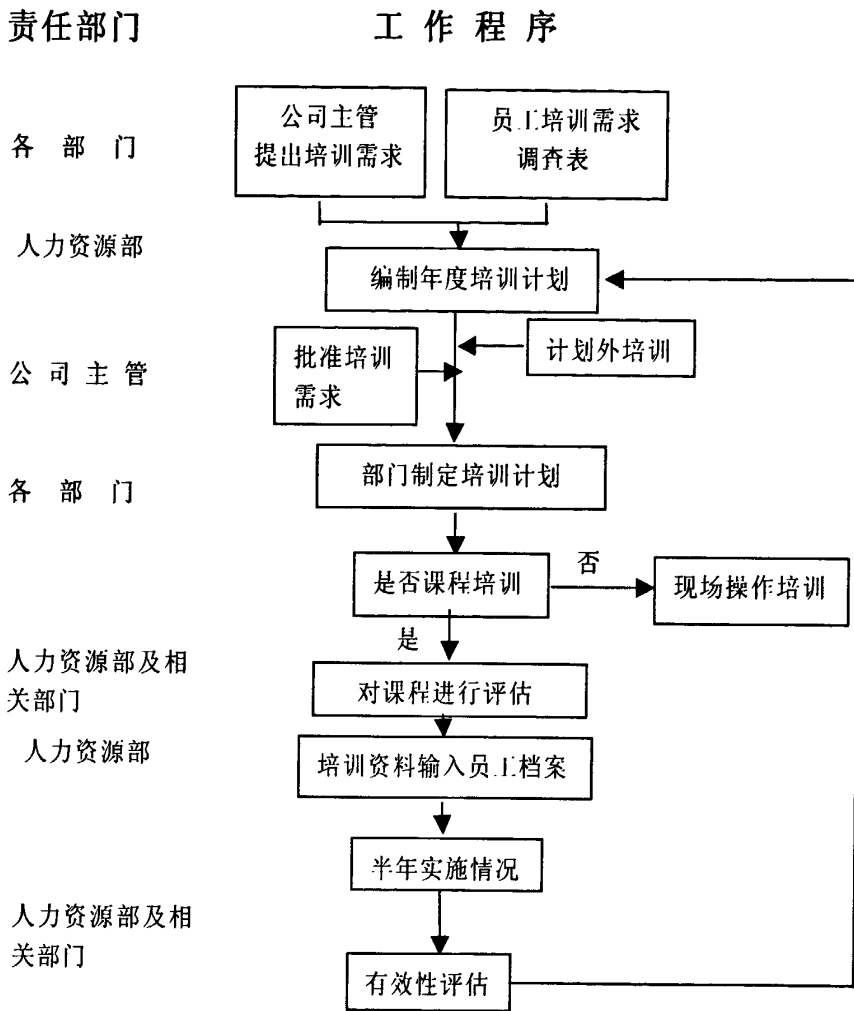 责任部门 工作程序
公司主管
提出培训需求
员工培训需求
调查表
各部门
人力资源部
编制年度培训计划
批准培训
需求
计划外培训
公司主管
部门制定培训计划
各部门
是否课程培训
否
现场操作培训
是
人力资源部及相
关部门
对课程进行评估
人力资源部
培训资料输入员工档案
半年实施情况
人力资源部及相
关部门
有效性评估